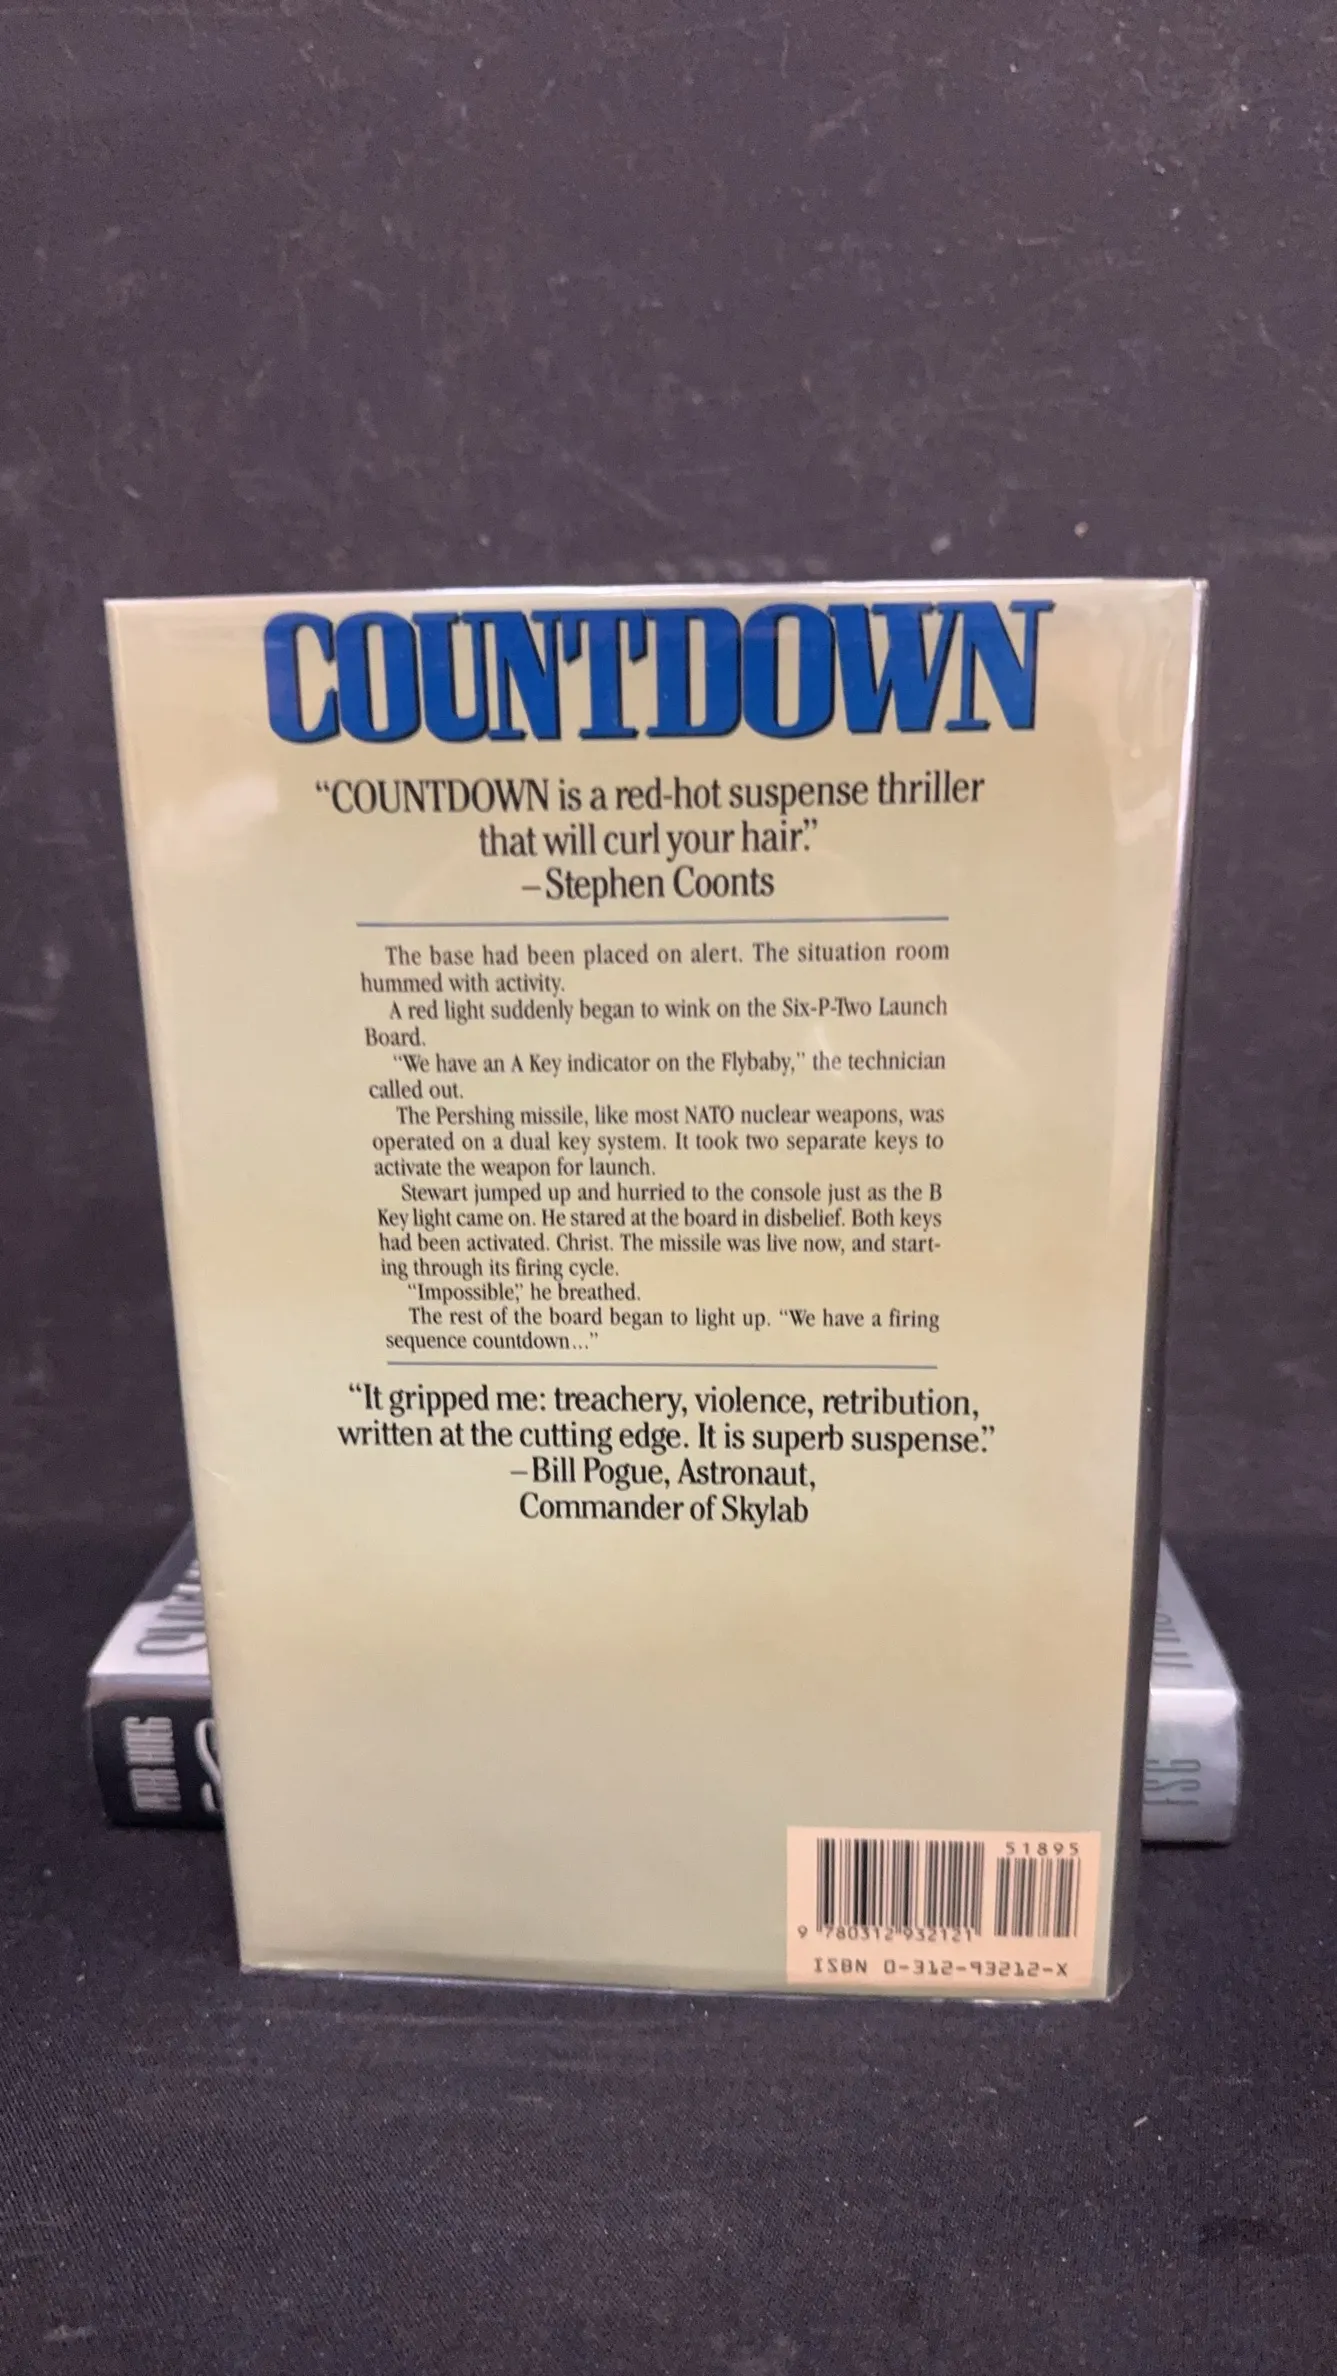 COUNTDOWN
“COUNTDOWN is a red-hot suspense thriller
that will curl your hair.”
–Stephen Coonts
The base had been placed on alert. The situation room
hummed with activity.
A red light suddenly began to wink on the Six-P-Two Launch
Board.
“We have an A Key indicator on the Flybaby,” the technician
called out.
The Pershing missile, like most NATO nuclear weapons, was
operated on a dual key system. It took two separate keys to
activate the weapon for launch.
Stewart jumped up and hurried to the console just as the B
Key light came on. He stared at the board in disbelief. Both keys
had been activated. Christ. The missile was live now, and start-
ing through its firing cycle.
“Impossible,” he breathed.
The rest of the board began to light up. “We have a firing
sequence countdown...”
“It gripped me: treachery, violence, retribution,
written at the cutting edge. It is superb suspense.”
–Bill Pogue, Astronaut,
Commander of Skylab
51895
9 780312 932121
ISBN 0-312-93212-X
PETER HØEG
FSG